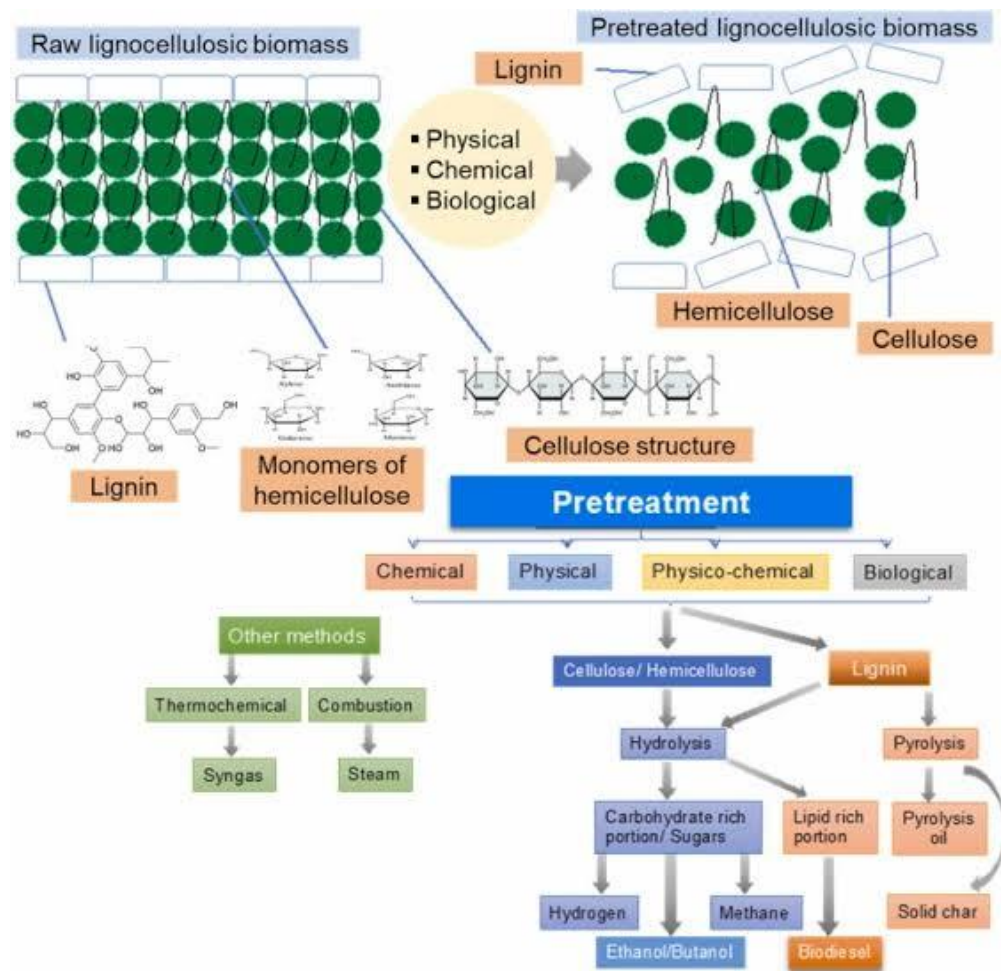 Raw lignocellulosic biomass
Pretreated lignocellulosic biomass
Lignin
▪ Physical
▪ Chemical
▪ Biological
Hemicellulose
Cellulose
Lignin
Monomers of
hemicellulose
Cellulose structure
Pretreatment
Chemical
Physical
Physico-chemical
Biological
Other methods
Thermochemical
Combustion
Syngas
Steam
Cellulose/ Hemicellulose
Lignin
Hydrolysis
Pyrolysis
Carbohydrate rich
portion/ Sugars
Lipid rich
portion
Pyrolysis
oil
Hydrogen
Methane
Solid char
Ethanol/Butanol
Biodiesel